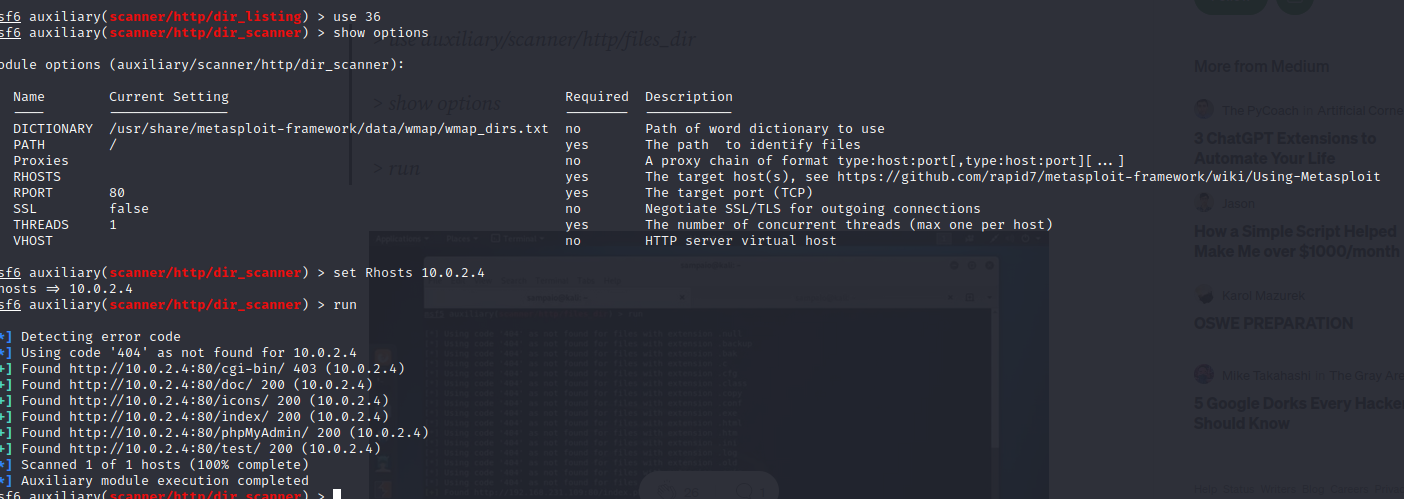 sf6 auxiliary(scanner/http/dir_listing) > use 36
sf6 auxiliary(scanner/http/dir_scanner) > show options
> use auxiliary/scanner/http/files_dir
odule options (auxiliary/scanner/http/dir_scanner):
More from Medium
Name Current Setting Required Description
> show options
The PyCoach in Artificial Corne
DICTIONARY /usr/share/metasploit-framework/data/wmap/wmap_dirs.txt no Path of word dictionary to use
3 ChatGPT Extensions to
PATH / yes The path to identify files
Automate Your Life
Proxies no A proxy chain of format type:host:port[,type:host:port][...]
> run
RHOSTS yes The target host(s), see https://github.com/rapid7/metasploit-framework/wiki/Using-Metasploit
RPORT 80 yes The target port (TCP)
SSL false no Negotiate SSL/TLS for outgoing connections
Jason
THREADS 1 yes The number of concurrent threads (max one per host)
How a Simple Script Helped
VHOST no HTTP server virtual host
Make Me over $1000/month
sf6 auxiliary(scanner/http/dir_scanner) > set Rhosts 10.0.2.4
hosts => 10.0.2.4
Karol Mazurek
sf6 auxiliary(scanner/http/dir_scanner) > run
OSWE PREPARATION
*] Detecting error code
*] Using code '404' as not found for 10.0.2.4
+] Found http://10.0.2.4:80/cgi-bin/ 403 (10.0.2.4)
Mike Takahashi in The Gray Are
+] Found http://10.0.2.4:80/doc/ 200 (10.0.2.4)
+] Found http://10.0.2.4:80/icons/ 200 (10.0.2.4)
5 Google Dorks Every Hacker
+] Found http://10.0.2.4:80/index/ 200 (10.0.2.4)
Should Know
+] Found http://10.0.2.4:80/phpMyAdmin/ 200 (10.0.2.4)
+] Found http://10.0.2.4:80/test/ 200 (10.0.2.4)
*] Scanned 1 of 1 hosts (100% complete)
*] Auxiliary module execution completed
sf6 auxiliary(scanner/http/dir_scanner) >